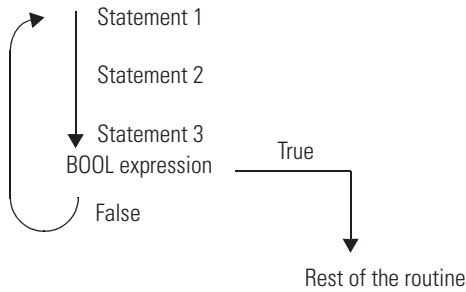 Statement 1
Statement 2
Statement 3
BOOL expression
True
False
Rest of the routine